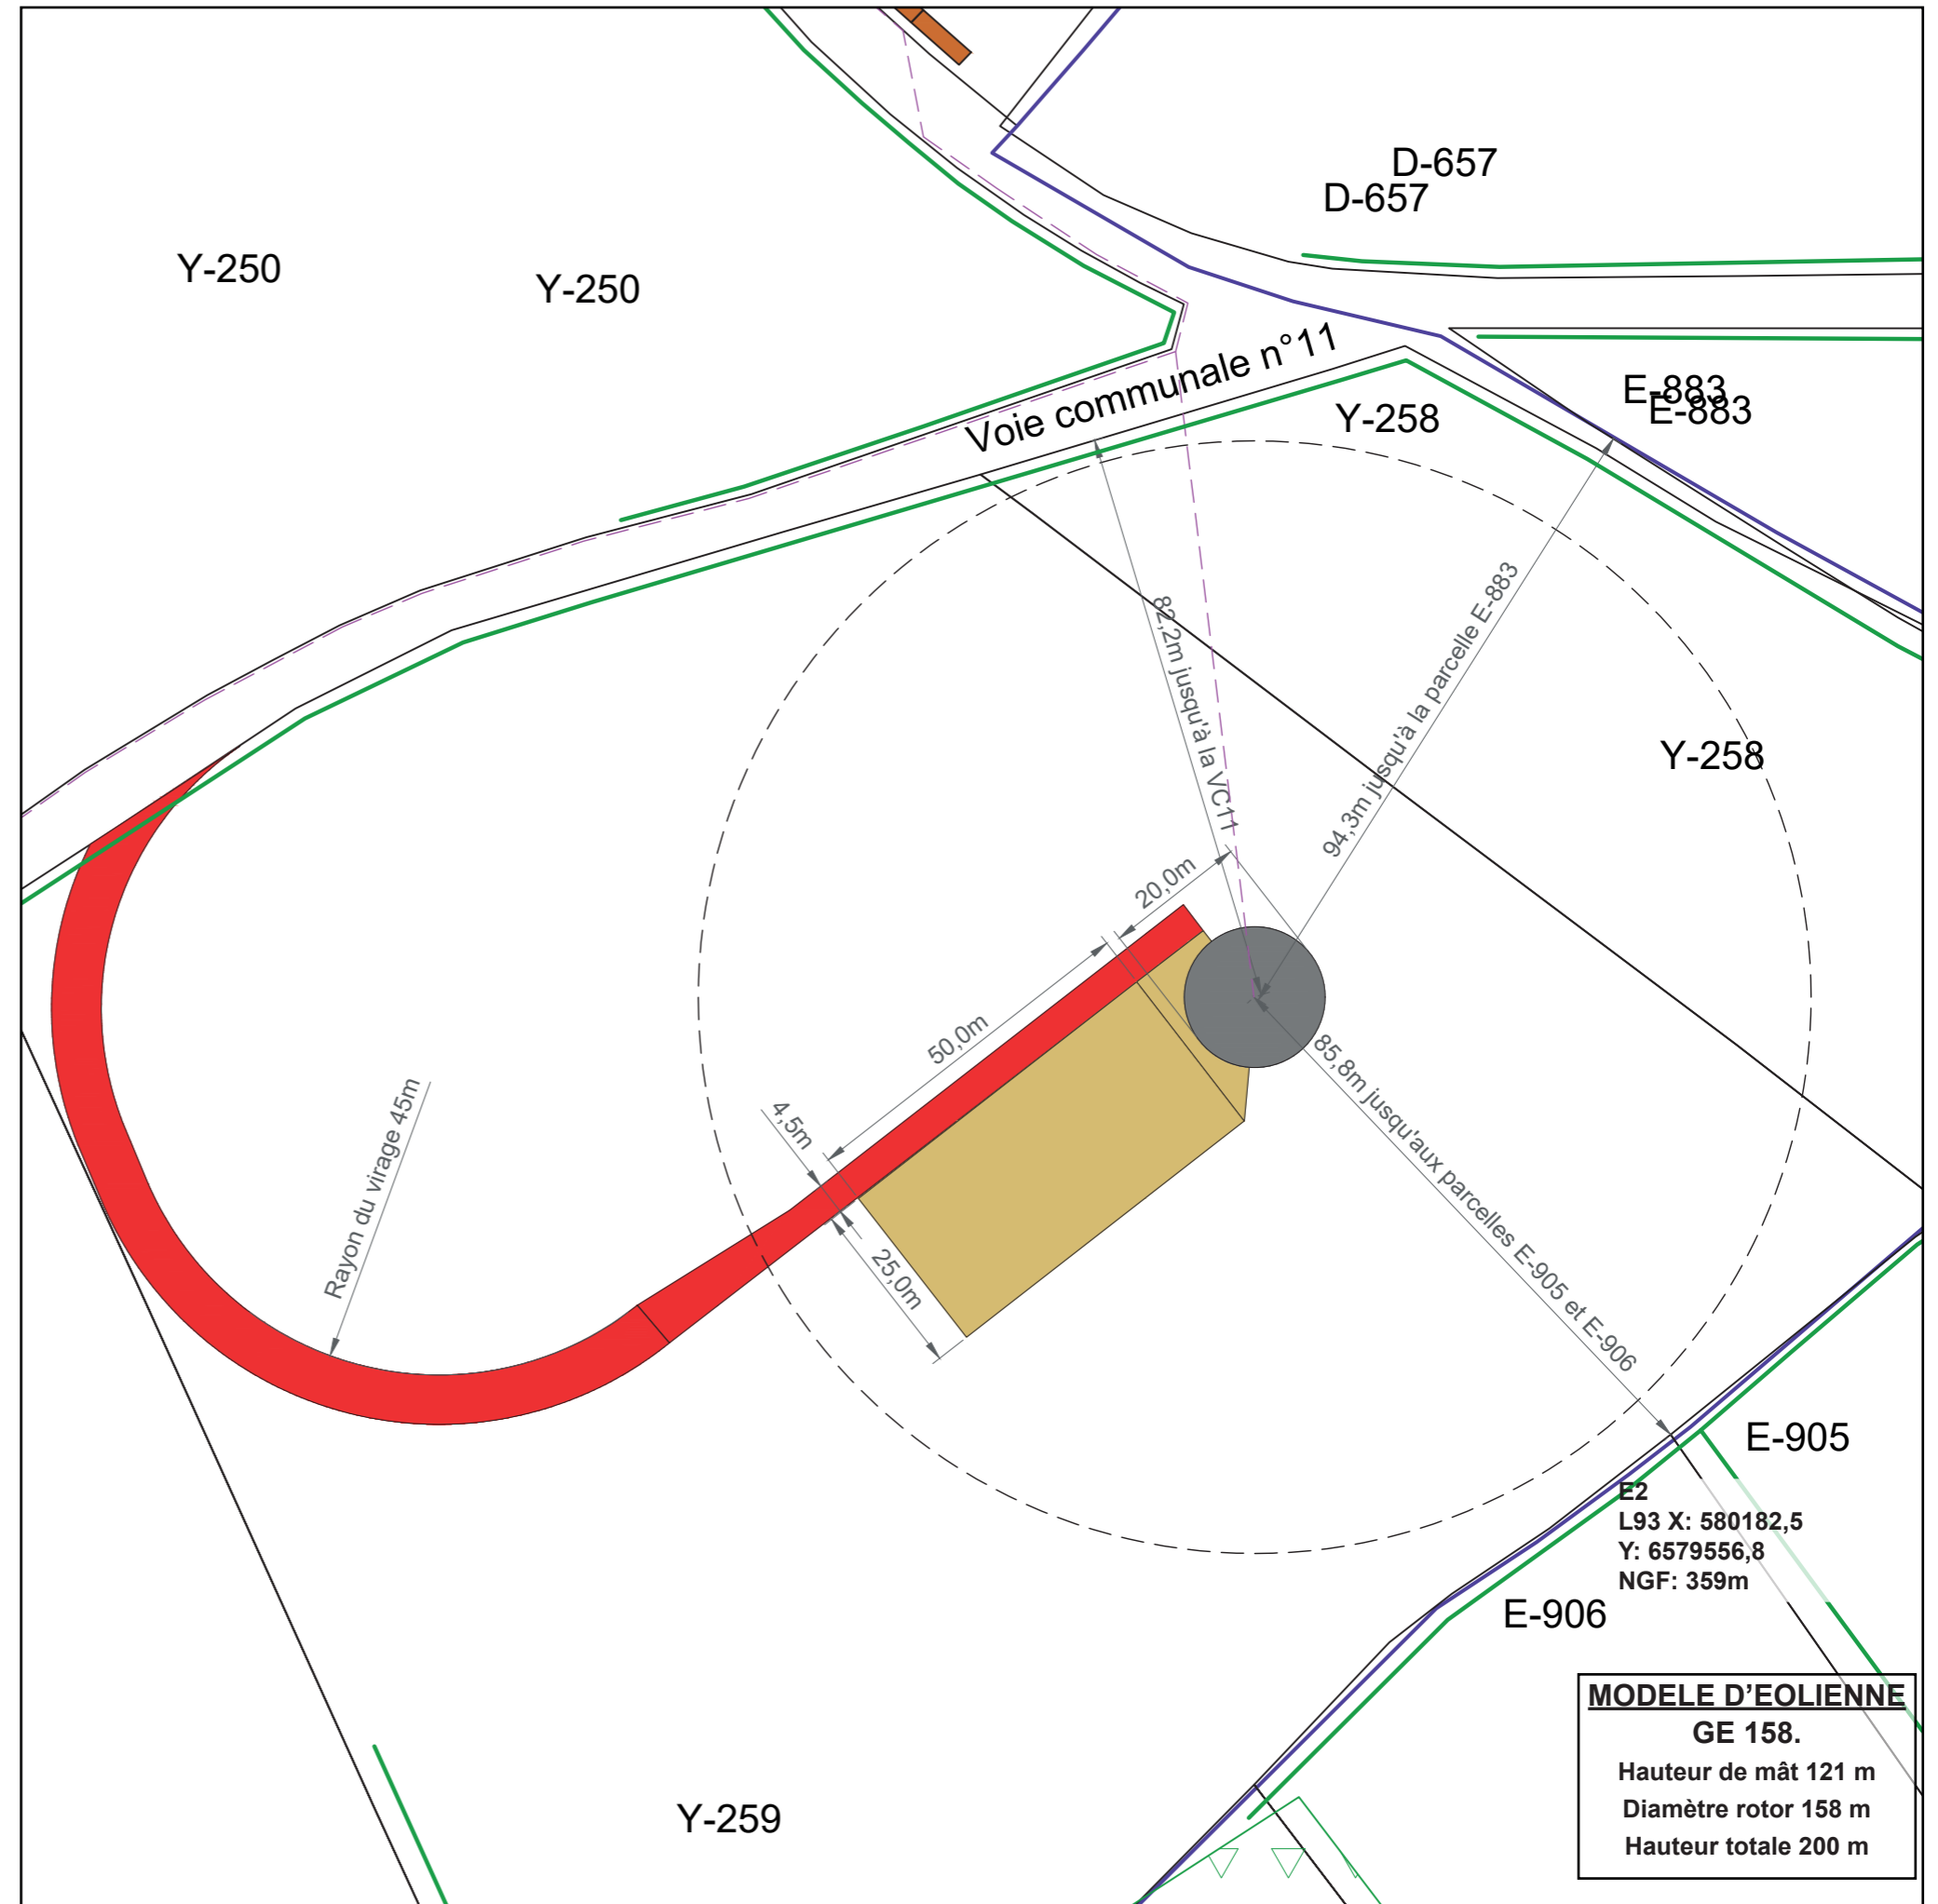 D-657
D-657
Y-250
Y-250
Voie communale n°11
E-883
E-883
Y-258
82,2m jusqu'à la VC11
94,3m jusqu'à la parcelle E-883
Y-258
20,0m
50,0m
4,5m
25,0m
Rayon du virage 45m
85,8m jusqu'aux parcelles E-905 et E-906
E-905
E2
L93 X: 580182,5
Y: 6579556,8
NGF: 359m
E-906
MODELE D'EOLIENNE
GE 158.
Hauteur de mât 121 m
Diamètre rotor 158 m
Hauteur totale 200 m
Y-259